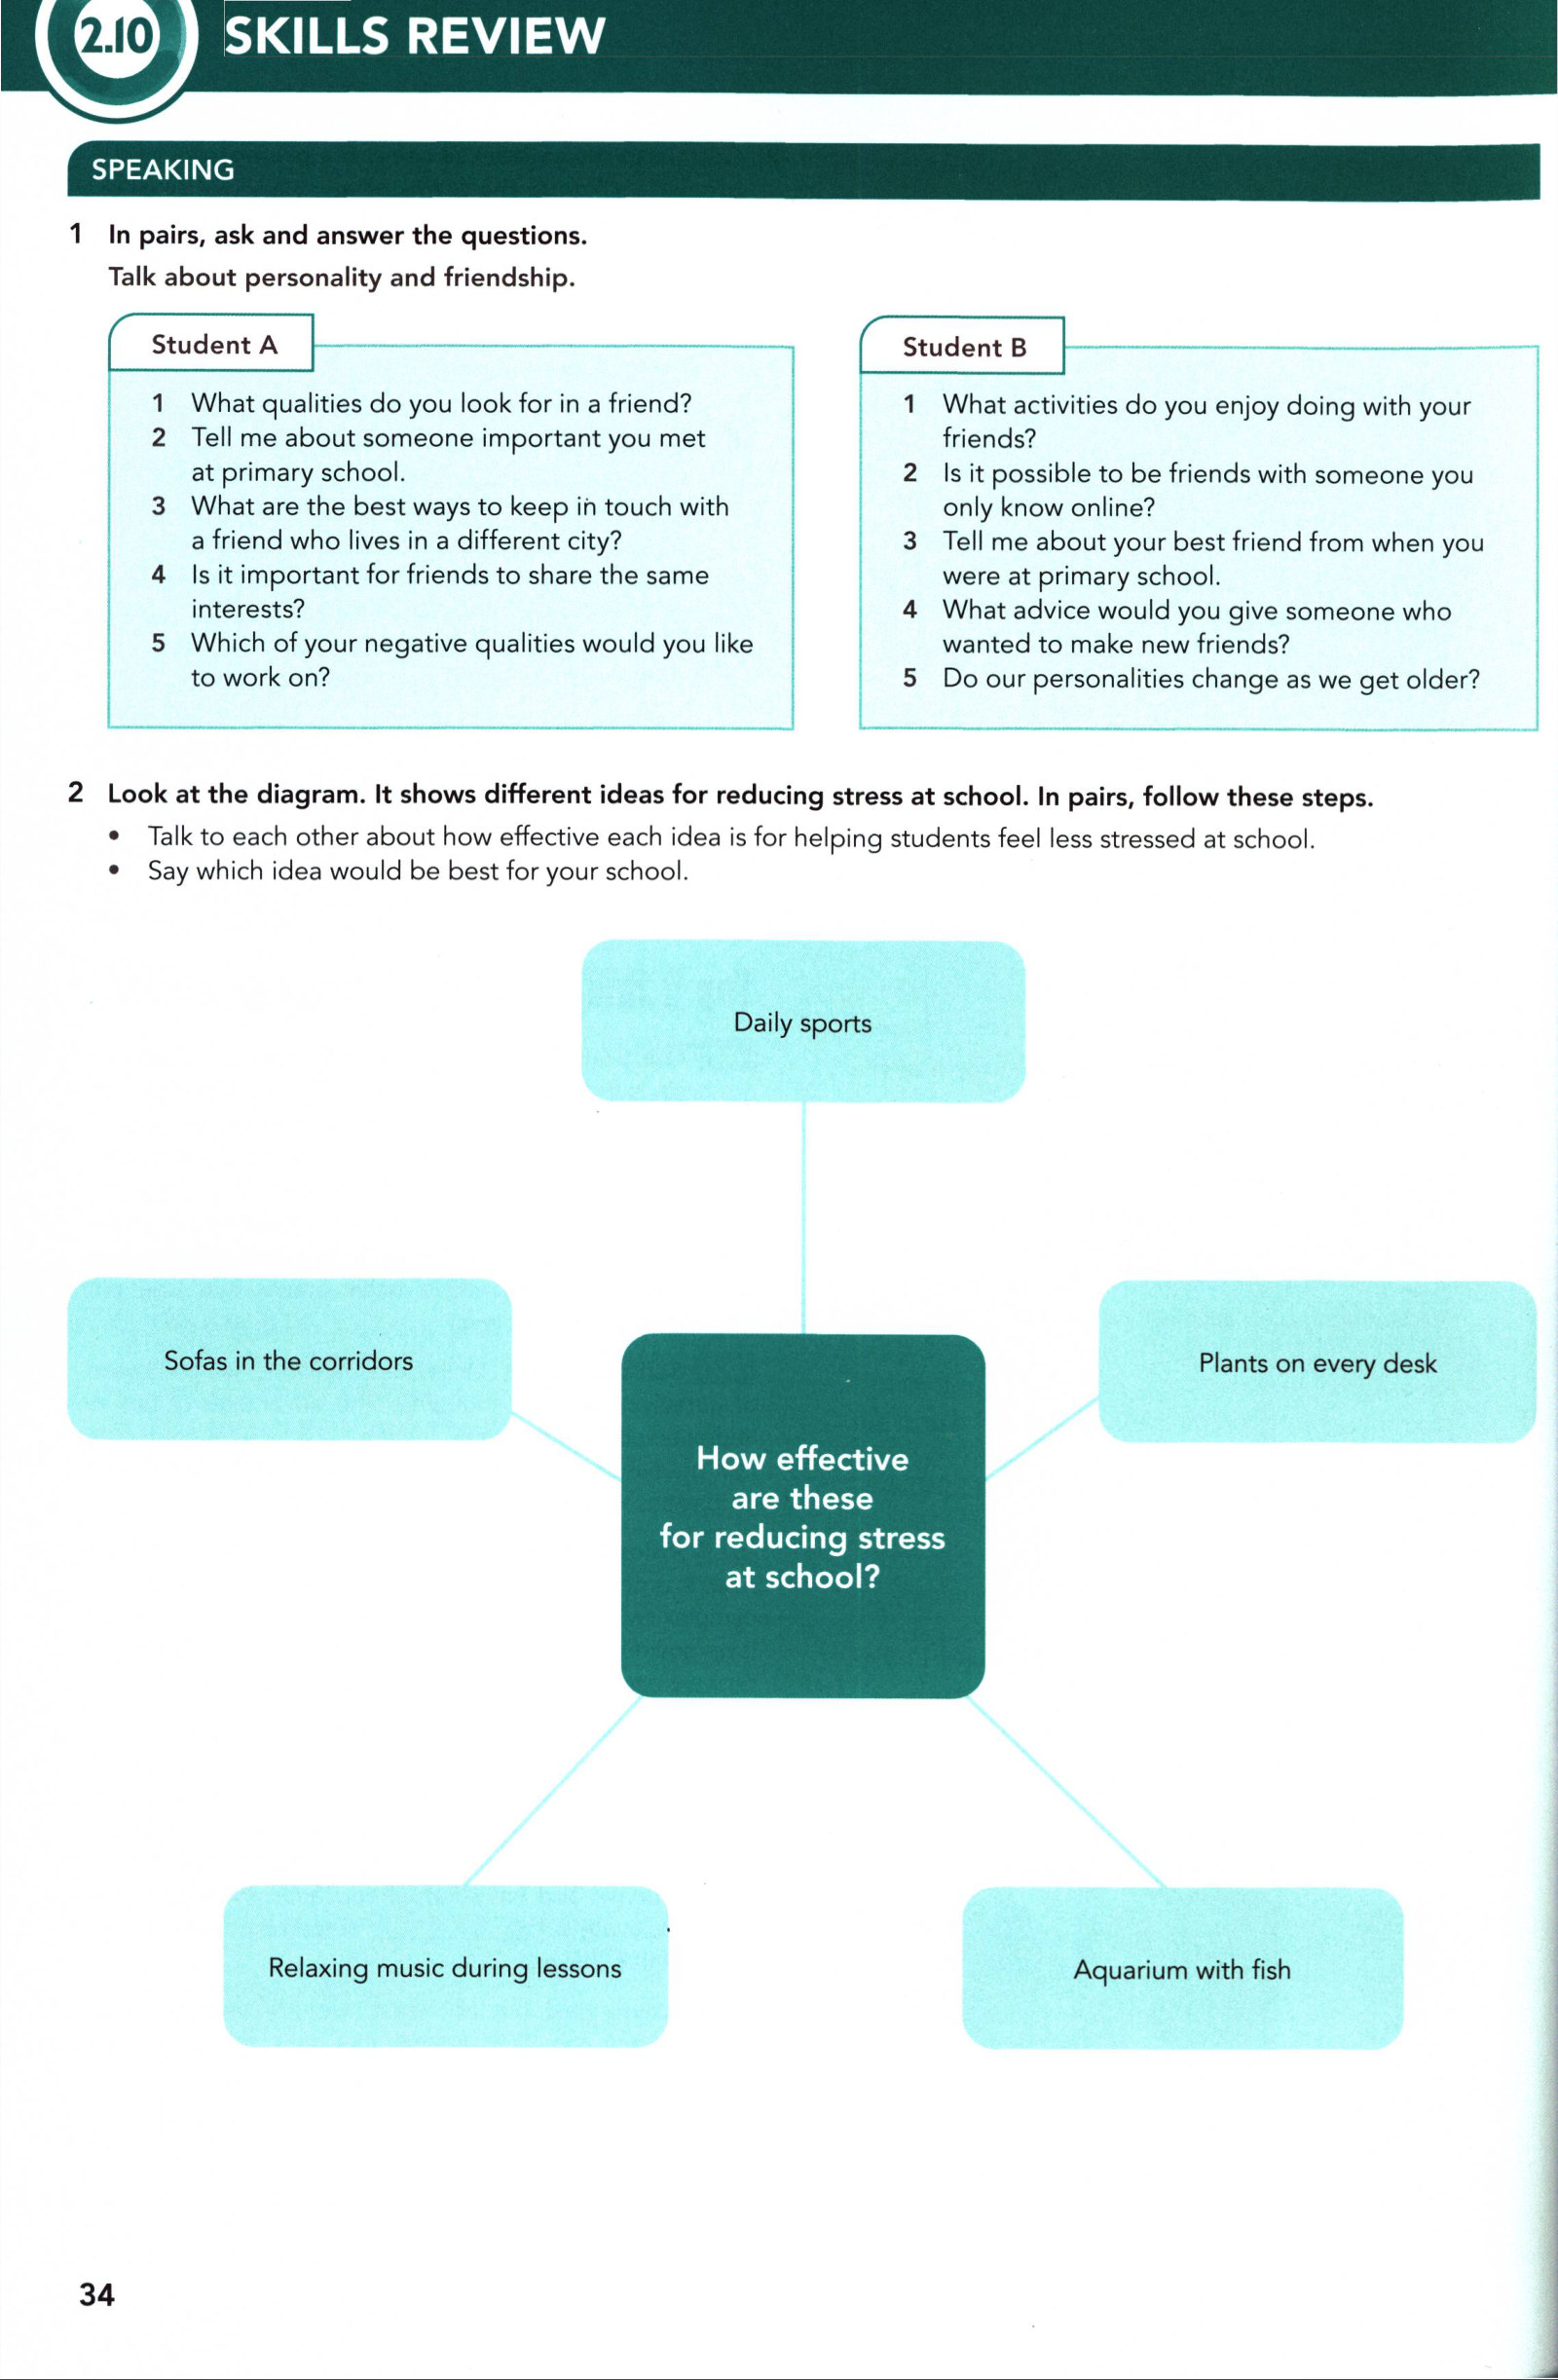 2.10 SKILLS REVIEW
SPEAKING
1 In pairs, ask and answer the questions.
Talk about personality and friendship.
Student A
1 What qualities do you look for in a friend?
2 Tell me about someone important you met
at primary school.
3 What are the best ways to keep in touch with
a friend who lives in a different city?
4 Is it important for friends to share the same
interests?
5 Which of your negative qualities would you like
to work on?
Student B
1 What activities do you enjoy doing with your
friends?
2 Is it possible to be friends with someone you
only know online?
3 Tell me about your best friend from when you
were at primary school.
4 What advice would you give someone who
wanted to make new friends?
5 Do our personalities change as we get older?
2 Look at the diagram. It shows different ideas for reducing stress at school. In pairs, follow these steps.
• Talk to each other about how effective each idea is for helping students feel less stressed at school.
• Say which idea would be best for your school.
Daily sports
Sofas in the corridors
Plants on every desk
How effective
are these
for reducing stress
at school?
Relaxing music during lessons
Aquarium with fish
34